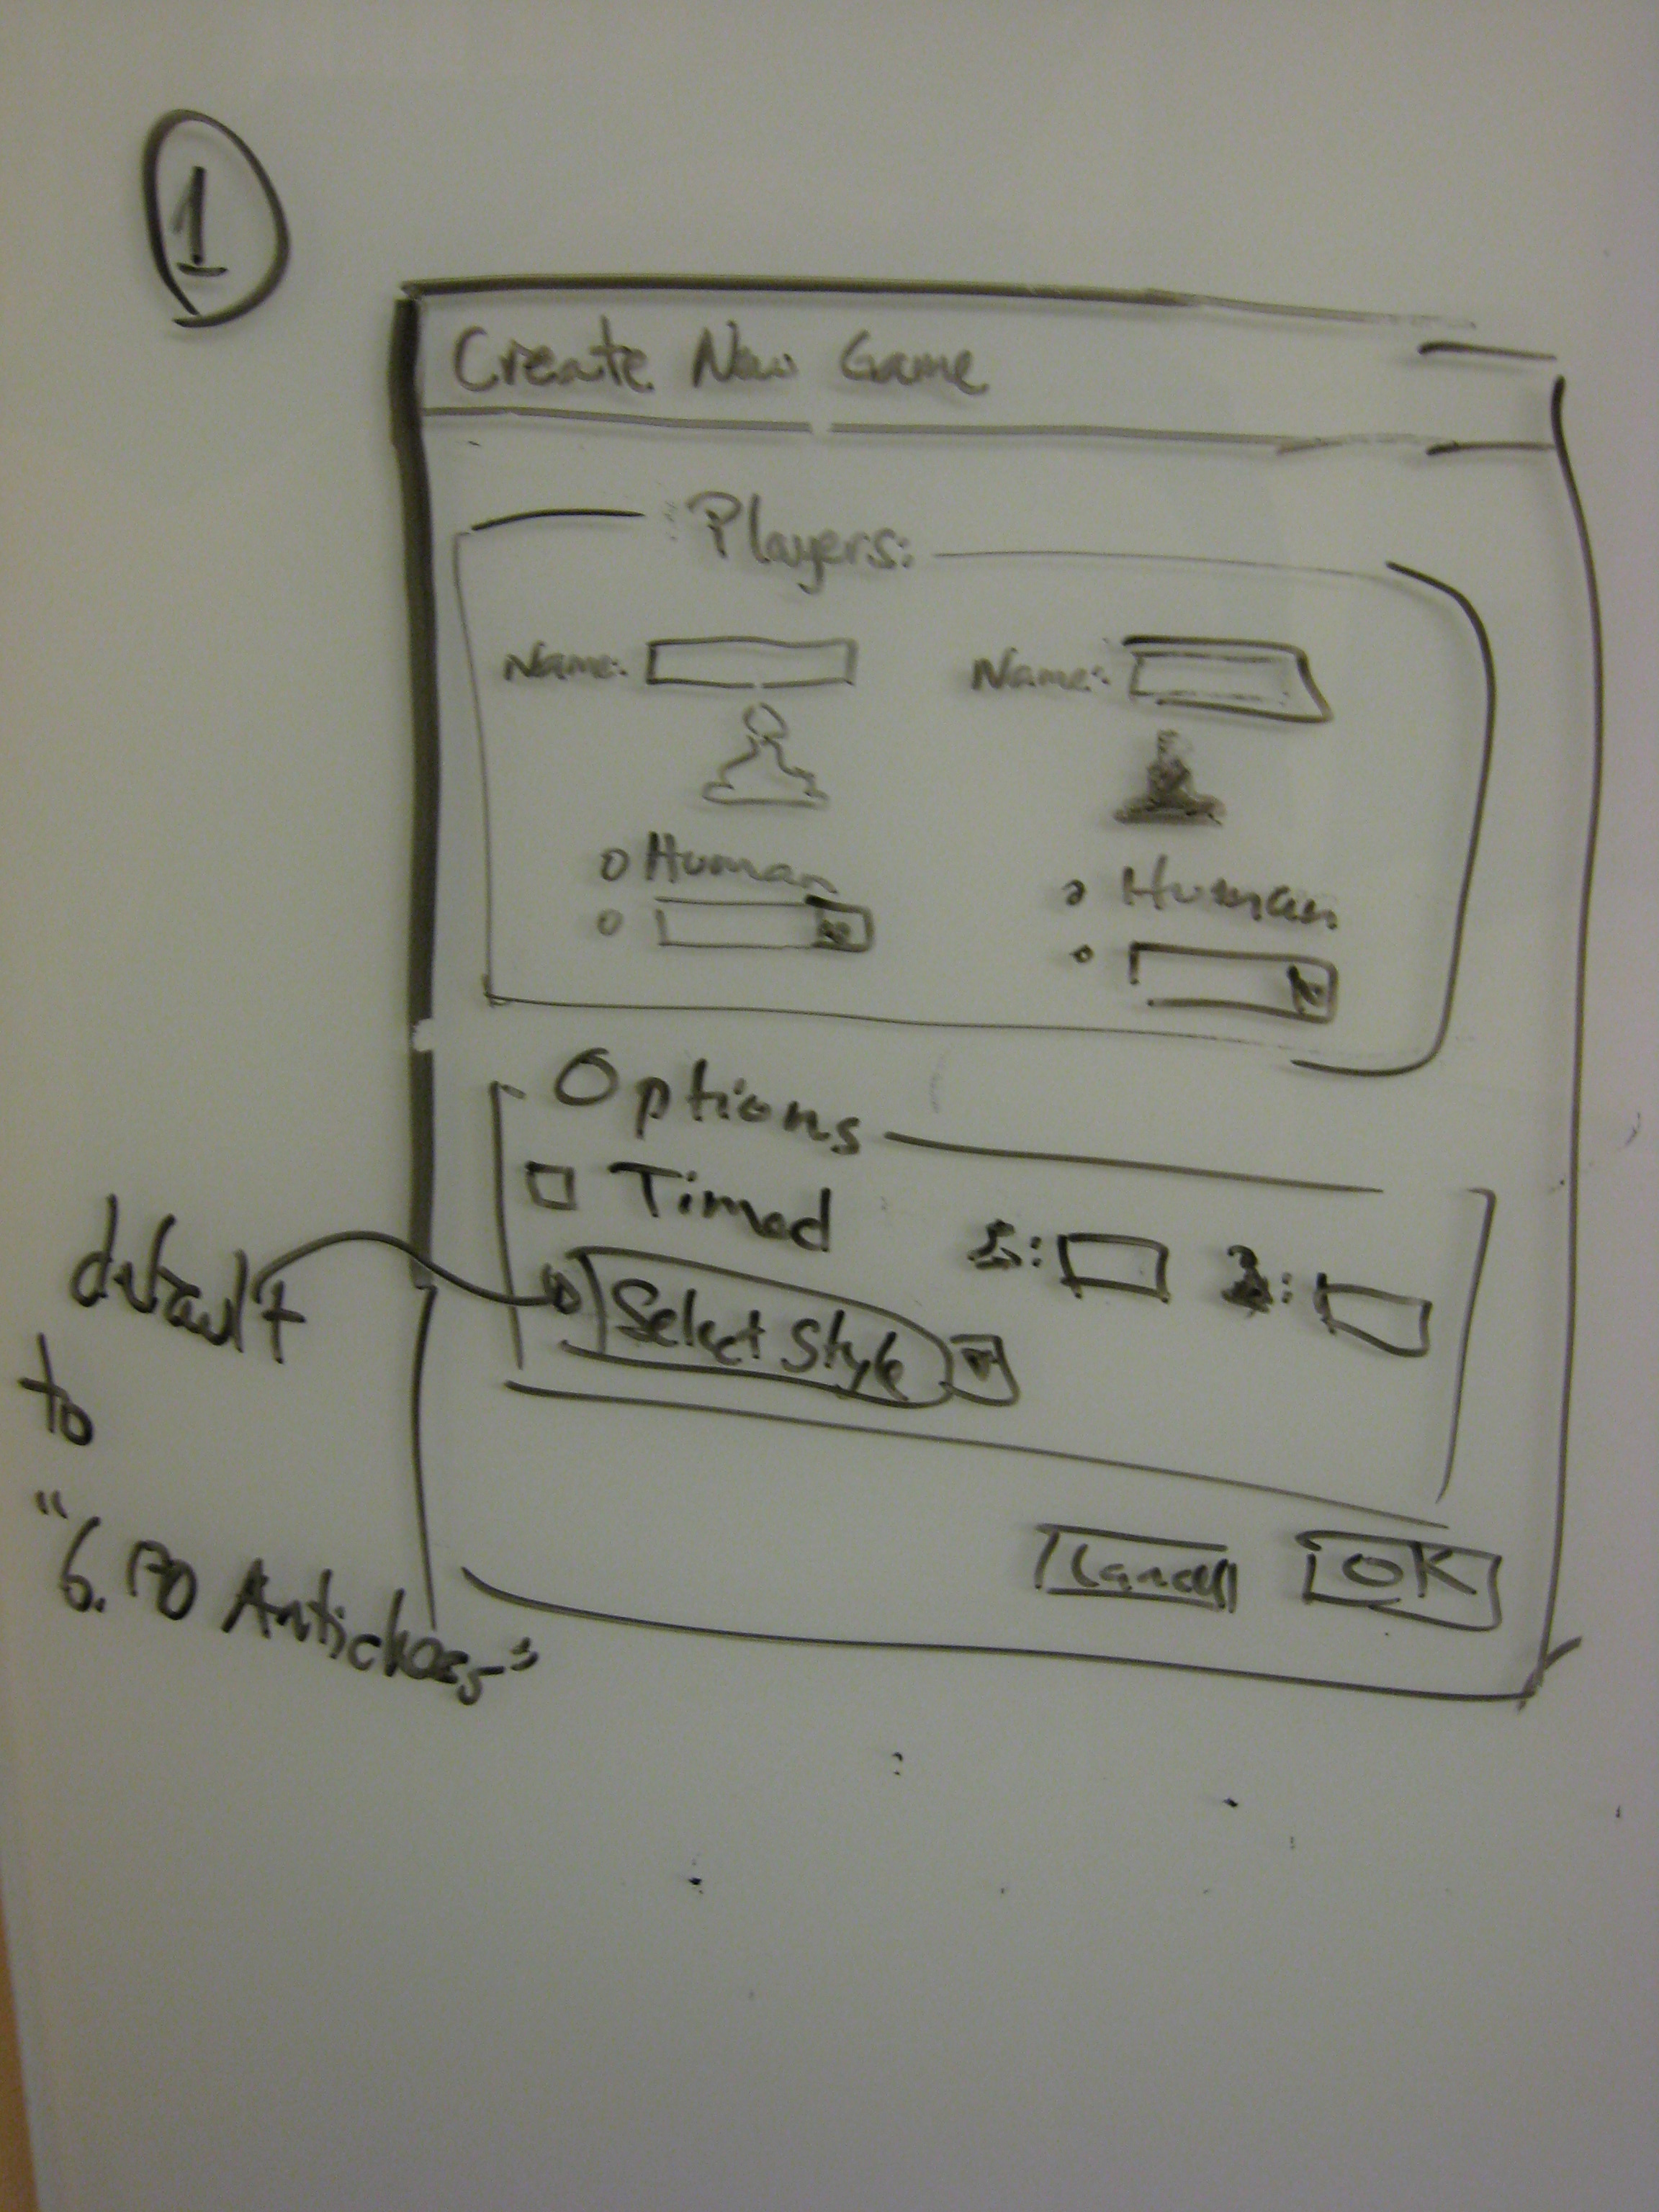 1
Create New Game
Players:
Name: Name:
Human Human
Options
Timed
: :
Select Style
default
to
"6.170 Antichess"
Cancel OK